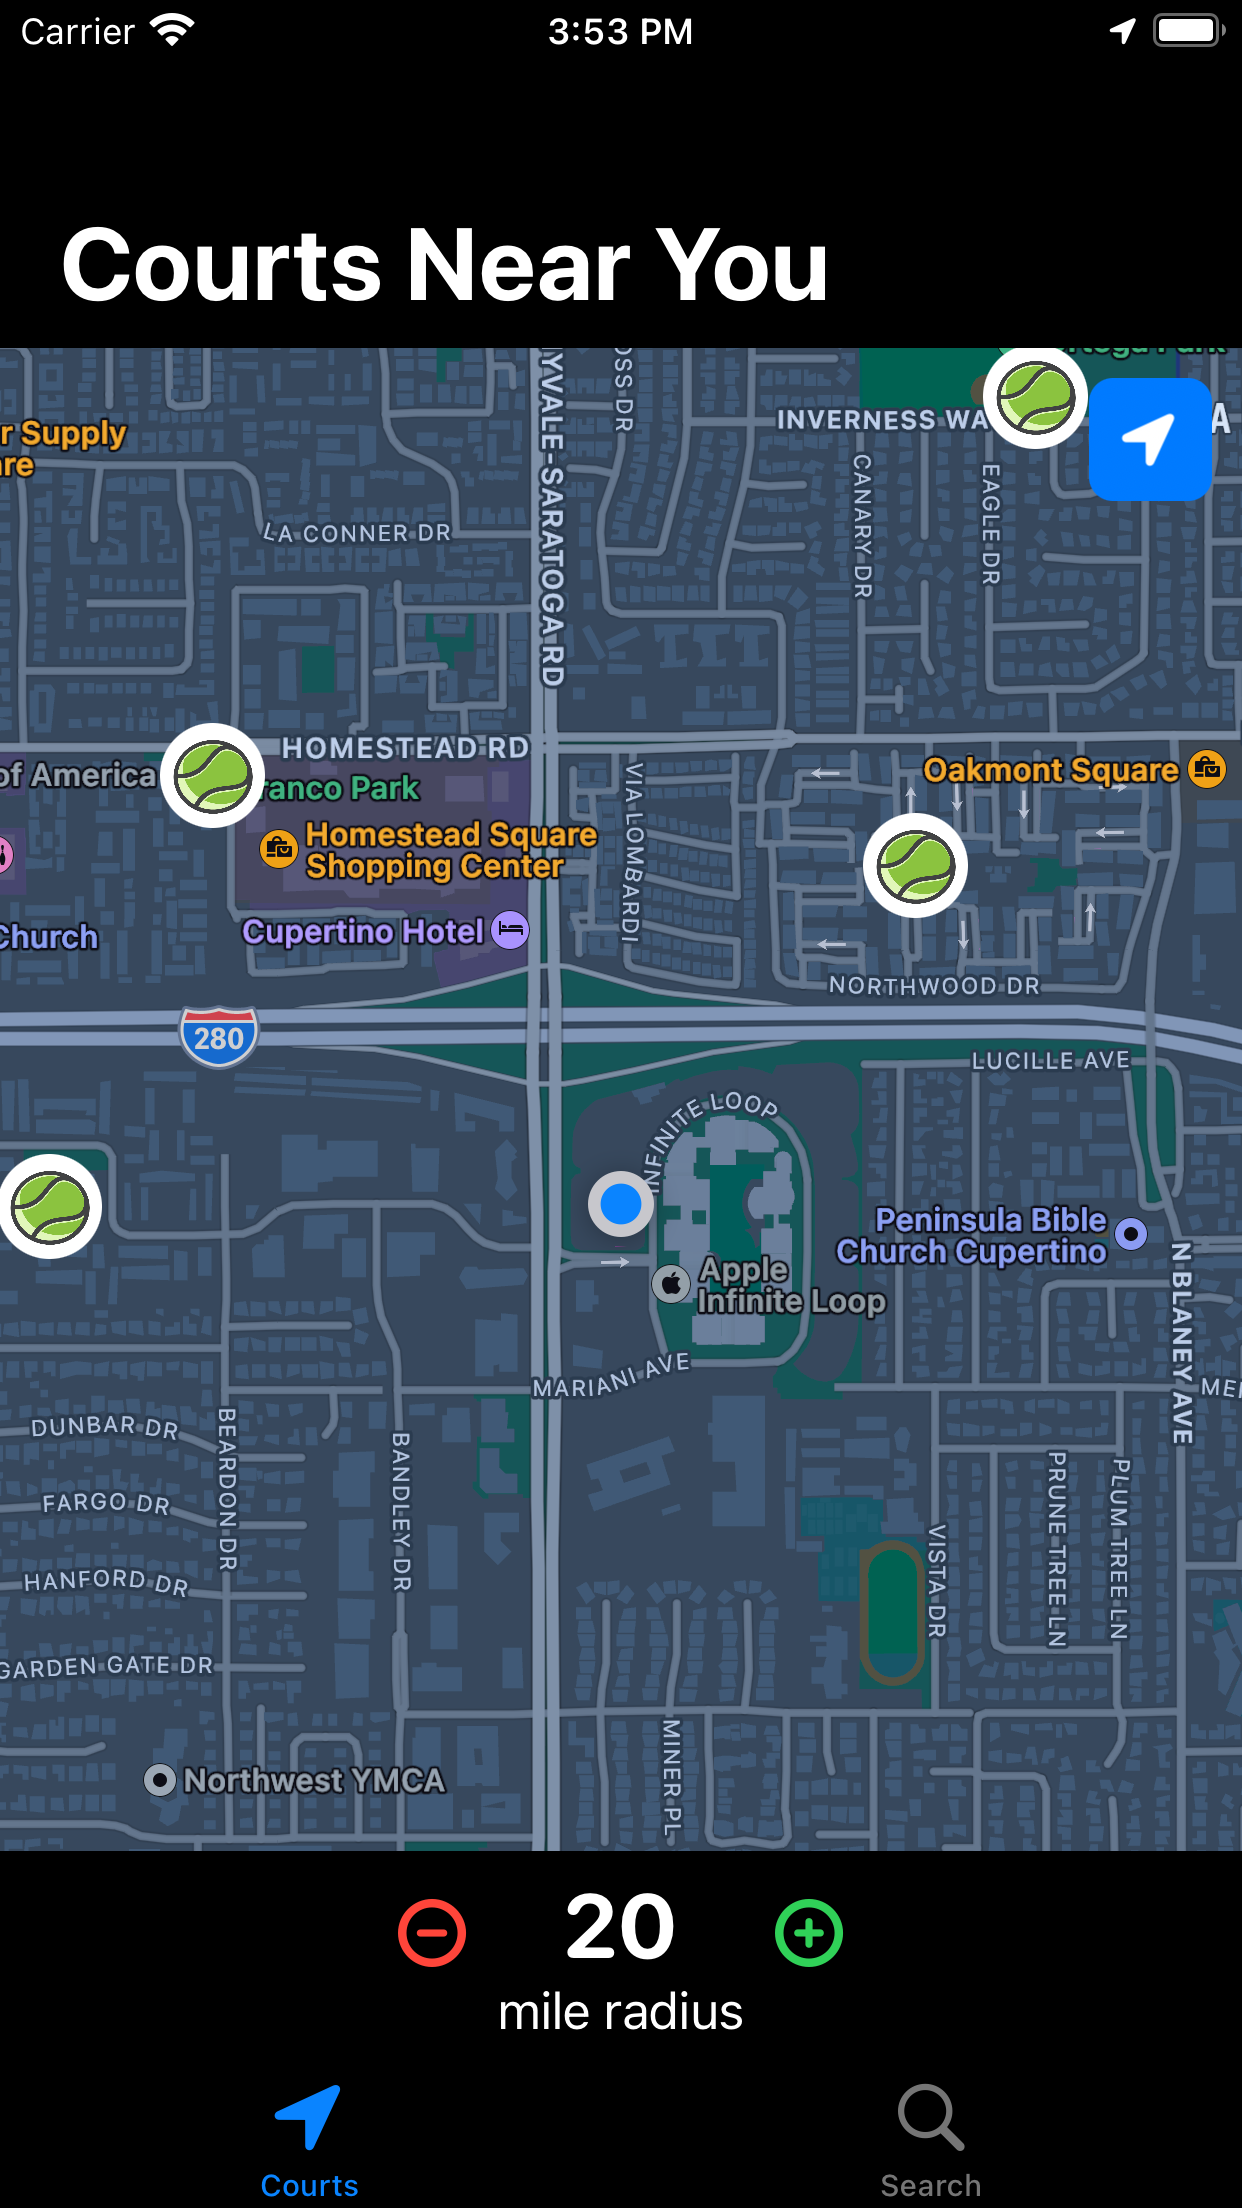 Carrier
3:53 PM
Courts Near You
INVERNESS WA
A
r Supply
are
LA CONNER DR
YVALE-SARATOGA RD
OSS DR
CANARY DR
EAGLE DR
HOMESTEAD RD
of America
ranco Park
Homestead Square
Shopping Center
Cupertino Hotel
Church
VIA LOMBARDI
Oakmont Square
NORTHWOOD DR
280
LUCILLE AVE
INFINITE LOOP
Peninsula Bible
Church Cupertino
Apple
Infinite Loop
N BLANEY AVE
MARIANI AVE
MER
DUNBAR DR
BEARDON DR
BANDLEY DR
FARGO DR
HANFORD DR
GARDEN GATE DR
VISTA DR
PRUNE TREE LN
PLUM TREE LN
MINER PL
Northwest YMCA
20
mile radius
Courts
Search